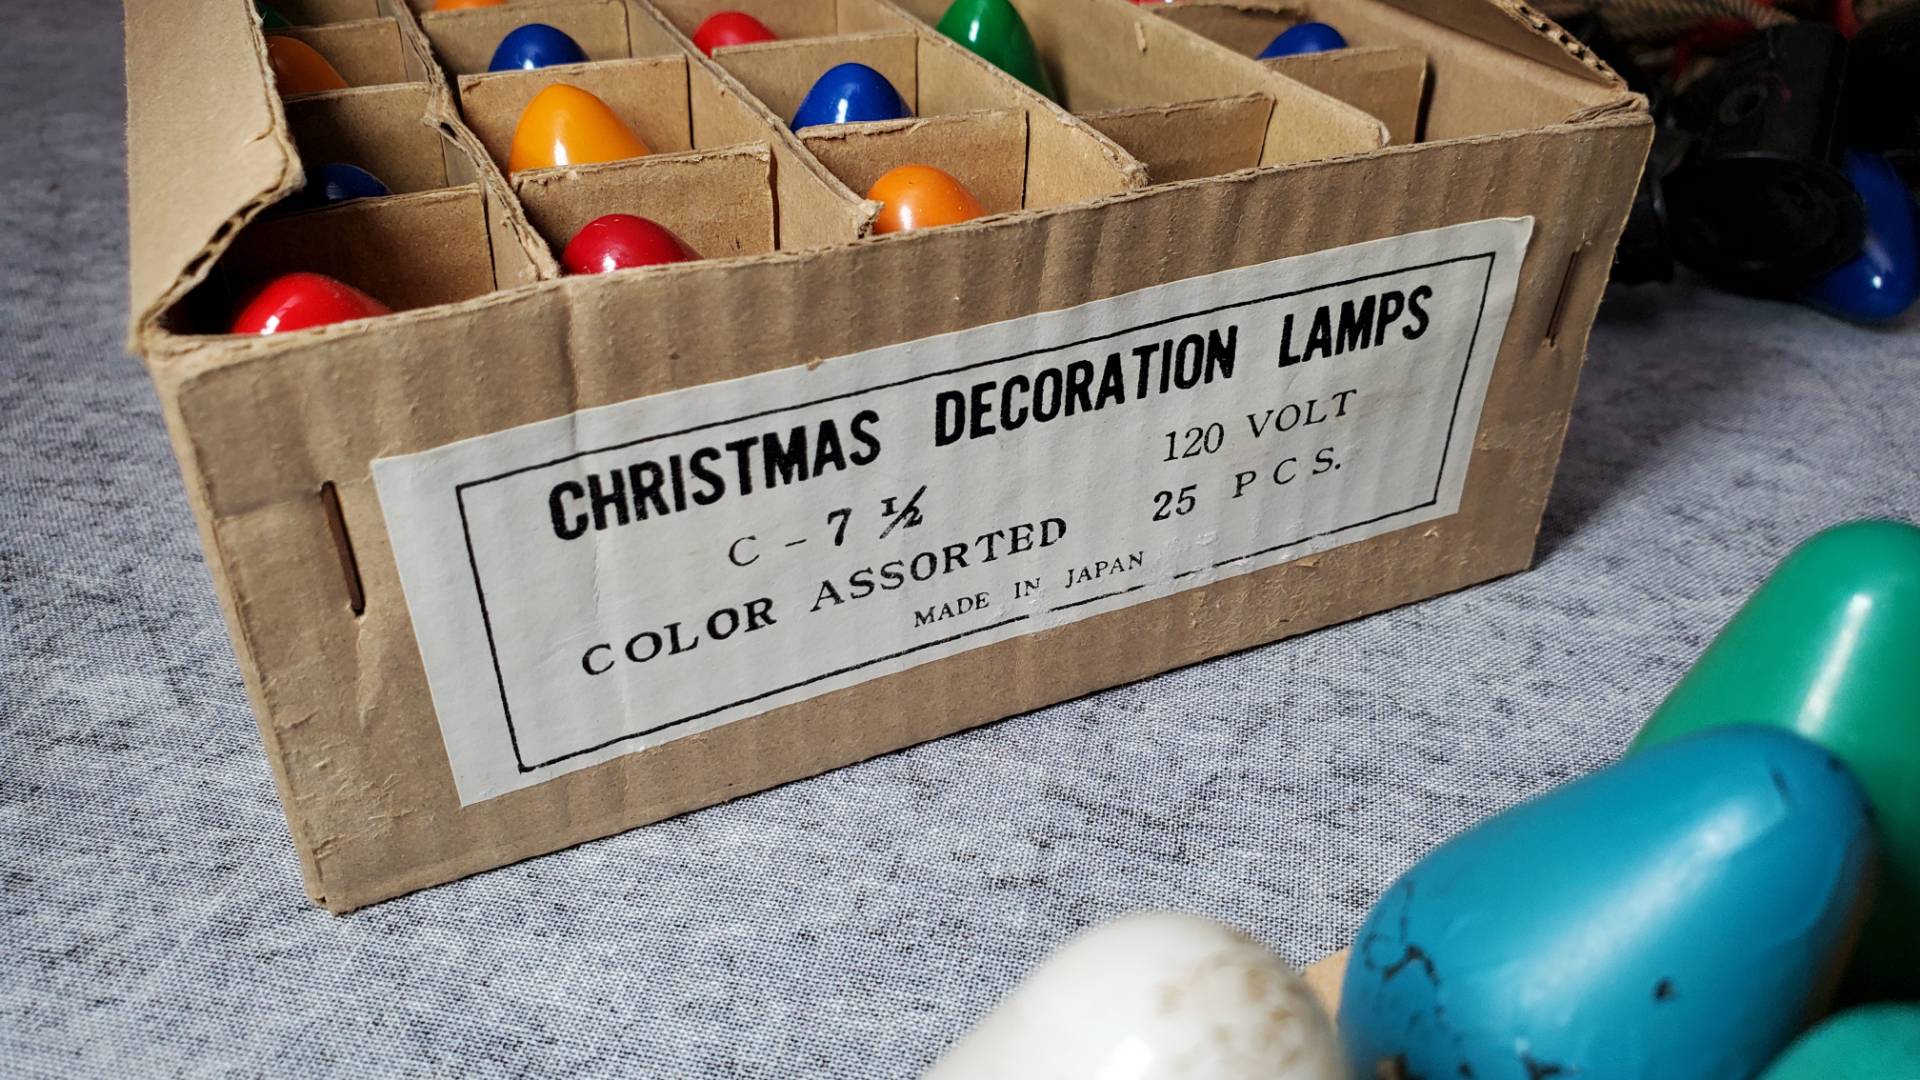 CHRISTMAS DECORATION LAMPS
C - 7 ½ 120 VOLT
COLOR ASSORTED 25 PCS.
MADE IN JAPAN